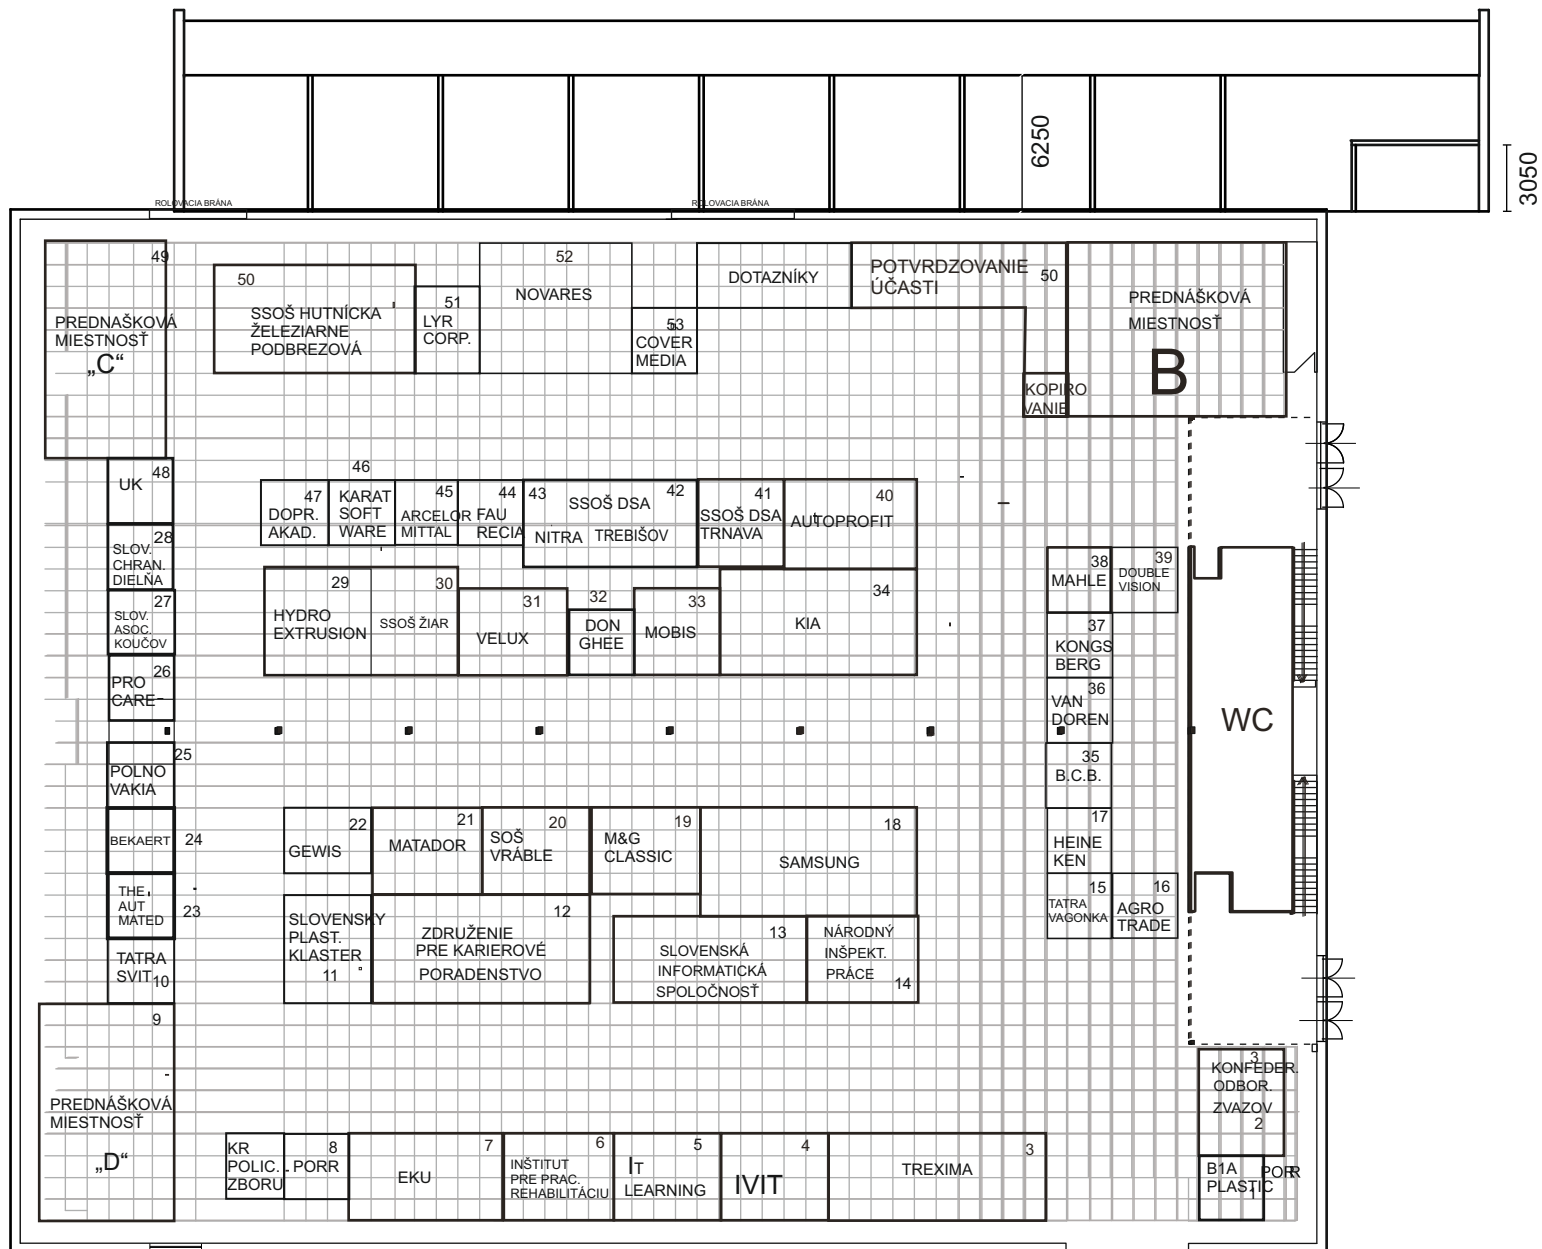 6250
3050
ROLOVACIA BRÁNA
ROLOVACIA BRÁNA
49
PREDNAŠKOVÁ
MIESTNOSŤ
„C“
50
SSOŠ HUTNÍCKA
ŽELEZIARNE
PODBREZOVÁ
51
LYR
CORP.
52
NOVARES
53
COVER
MEDIA
DOTAZNÍKY
POTVRDZOVANIE
ÚČASTI
50
KOPIRO
VANIE
PREDNÁŠKOVÁ
MIESTNOSŤ
B
48
UK
47
DOPR.
AKAD.
46
KARAT
SOFT
WARE
45
ARCELOR
MITTAL
44
FAU
RECIA
43
42
SSOŠ DSA
NITRA
TREBIŠOV
41
SSOŠ DSA
TRNAVA
40
AUTOPROFIT
28
SLOV.
CHRAN.
DIELŇA
27
SLOV.
ASOC.
KOUČOV
26
PRO
CARE
29
HYDRO
EXTRUSION
30
SSOŠ ŽIAR
31
VELUX
32
DON
GHEE
33
MOBIS
34
KIA
38
MAHLE
39
DOUBLE
VISION
37
KONGS
BERG
36
VAN
DOREN
35
B.C.B.
WC
25
POLNO
VAKIA
24
BEKAERT
23
THE
AUT
MATED
22
GEWIS
21
MATADOR
20
SOŠ
VRÁBLE
19
M&G
CLASSIC
18
SAMSUNG
17
HEINE
KEN
15
TATRA
VAGONKA
16
AGRO
TRADE
TATRA
SVIT
10
SLOVENSKY
PLAST.
KLASTER
11
12
ZDRUŽENIE
PRE KARIEROVÉ
PORADENSTVO
13
SLOVENSKÁ
INFORMATICKÁ
SPOLOČNOSŤ
NÁRODNÝ
INŠPEKT.
PRÁCE
14
9
PREDNÁŠKOVÁ
MIESTNOSŤ
„D“
KR
POLIC.
ZBORU
8
PORR
7
EKU
6
INŠTITUT
PRE PRAC.
REHABILITÁCIU
5
IT
LEARNING
4
IVIT
3
TREXIMA
3
KONFEDER.
ODBOR.
ZVAZOV
2
B1A
PLASTIC
1
PORR